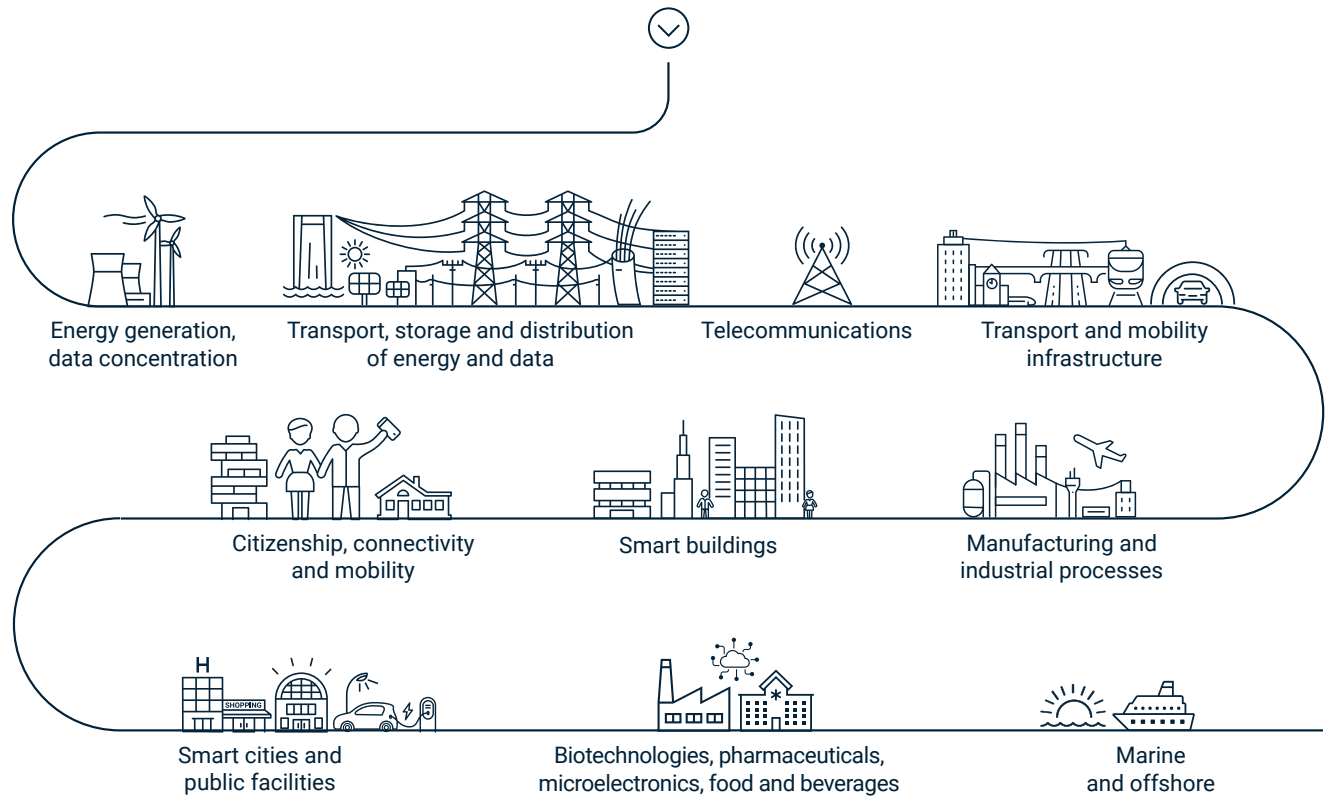 Energy generation,
data concentration
Transport, storage and distribution
of energy and data
Telecommunications
Transport and mobility
infrastructure
Citizenship, connectivity
and mobility
Smart buildings
Manufacturing and
industrial processes
H
SHOPPING
Smart cities and
public facilities
Biotechnologies, pharmaceuticals,
microelectronics, food and beverages
Marine
and offshore